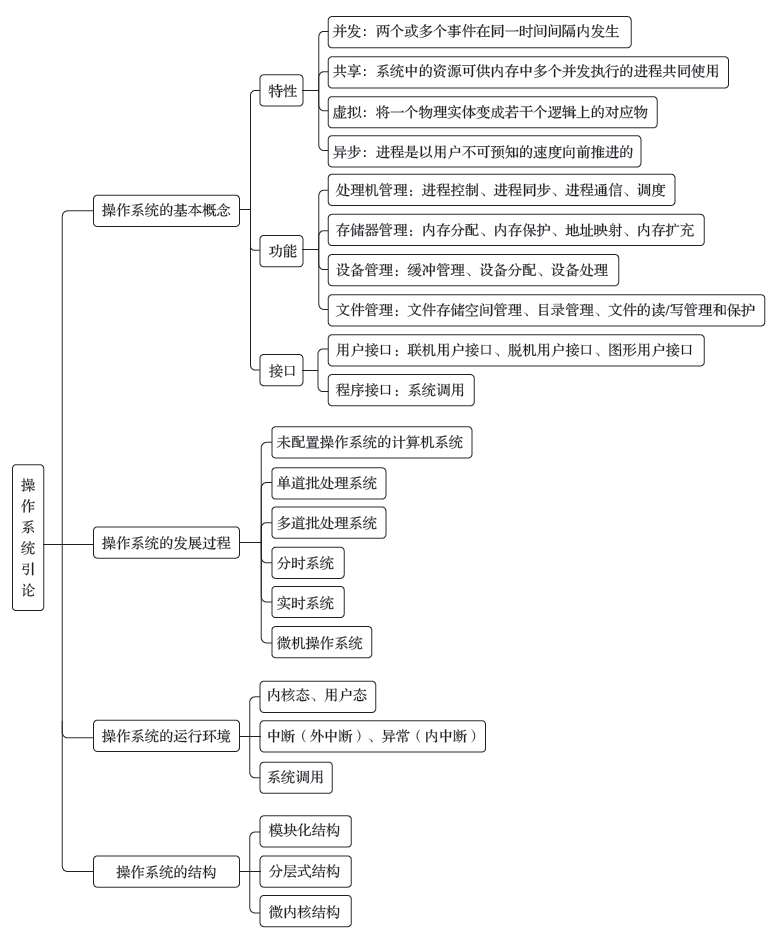 操作系统引论
操作系统的基本概念
特性
并发：两个或多个事件在同一时间间隔内发生
共享：系统中的资源可供内存中多个并发执行的进程共同使用
虚拟：将一个物理实体变成若干个逻辑上的对应物
异步：进程是以用户不可预知的速度向前推进的
功能
处理机管理：进程控制、进程同步、进程通信、调度
存储器管理：内存分配、内存保护、地址映射、内存扩充
设备管理：缓冲管理、设备分配、设备处理
文件管理：文件存储空间管理、目录管理、文件的读/写管理和保护
接口
用户接口：联机用户接口、脱机用户接口、图形用户接口
程序接口：系统调用
操作系统的发展过程
未配置操作系统的计算机系统
单道批处理系统
多道批处理系统
分时系统
实时系统
微机操作系统
操作系统的运行环境
内核态、用户态
中断（外中断）、异常（内中断）
系统调用
操作系统的结构
模块化结构
分层式结构
微内核结构